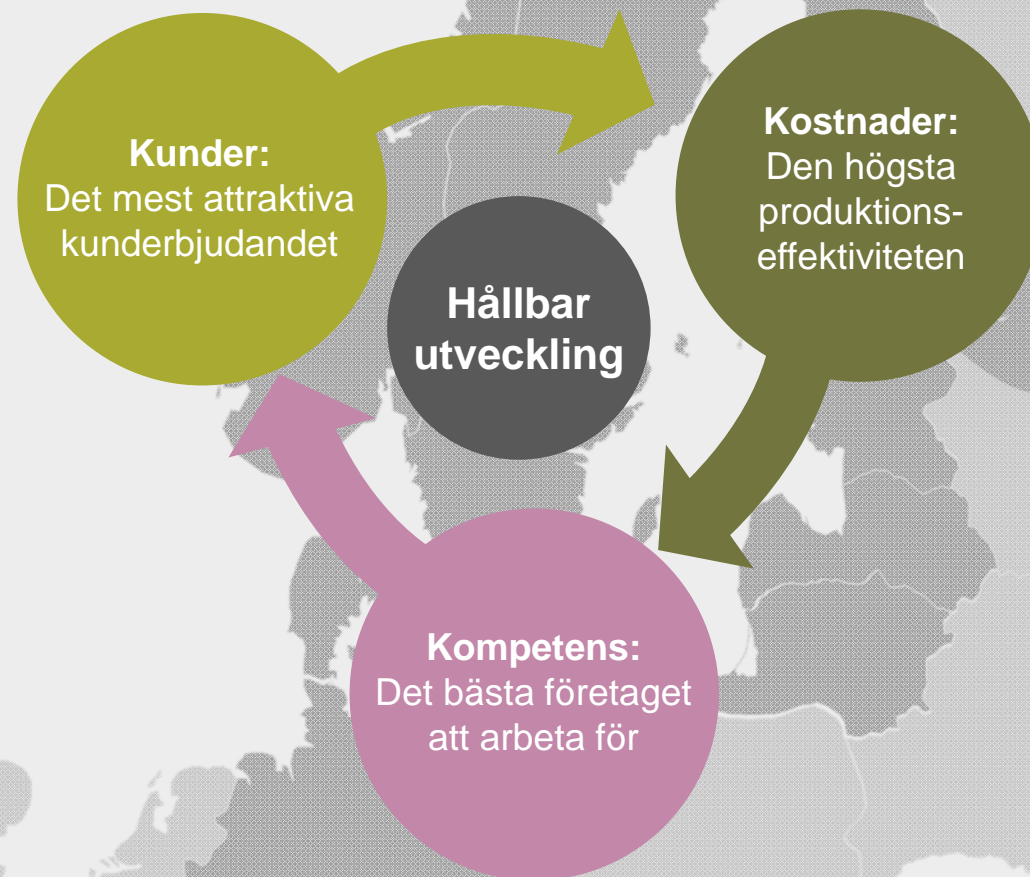 Kunder:
Det mest attraktiva
kunderbjudandet
Kostnader:
Den högsta
produktions-
effektiviteten
Hållbar
utveckling
Kompetens:
Det bästa företaget
att arbeta för